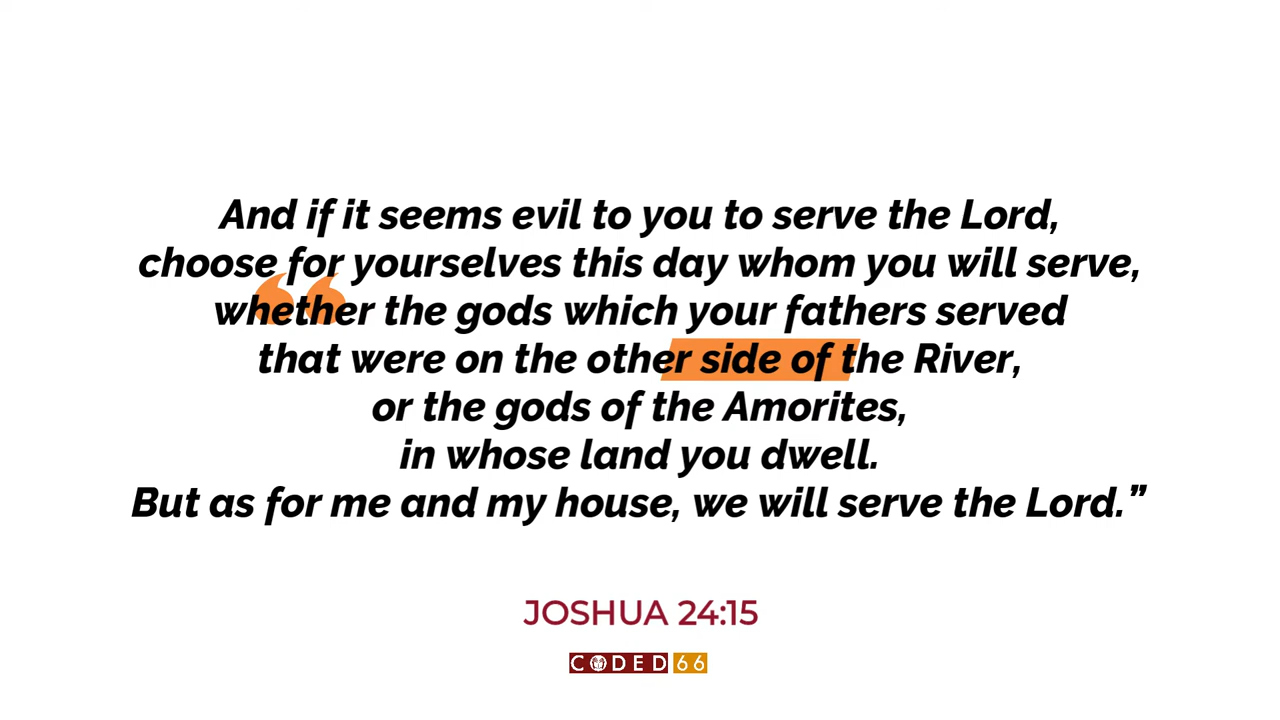 And if it seems evil to you to serve the Lord,
choose for yourselves this day whom you will serve,
whether the gods which your fathers served
that were on the other side of the River,
or the gods of the Amorites,
in whose land you dwell.
But as for me and my house, we will serve the Lord.”
JOSHUA 24:15
CODED 66